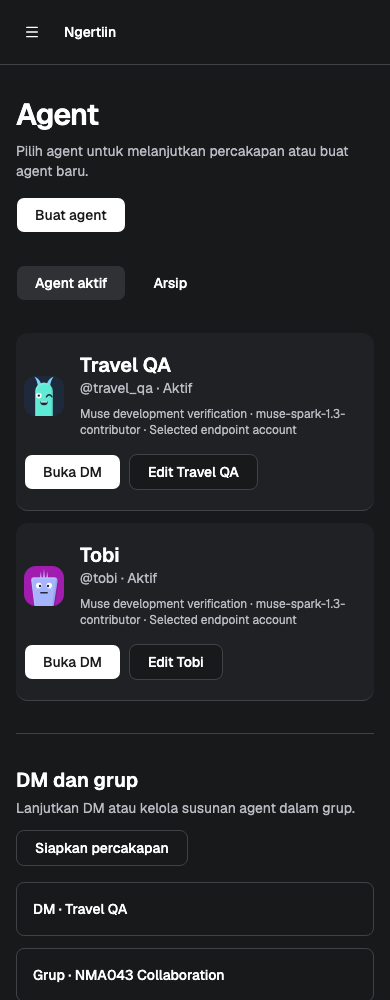 Ngertiin
Agent
Pilih agent untuk melanjutkan percakapan atau buat
agent baru.
Buat agent
Agent aktif
Arsip
Travel QA
@travel_qa · Aktif
Muse development verification · muse-spark-1.3-
contributor · Selected endpoint account
Buka DM
Edit Travel QA
Tobi
@tobi · Aktif
Muse development verification · muse-spark-1.3-
contributor · Selected endpoint account
Buka DM
Edit Tobi
DM dan grup
Lanjutkan DM atau kelola susunan agent dalam grup.
Siapkan percakapan
DM · Travel QA
Grup · NMA043 Collaboration